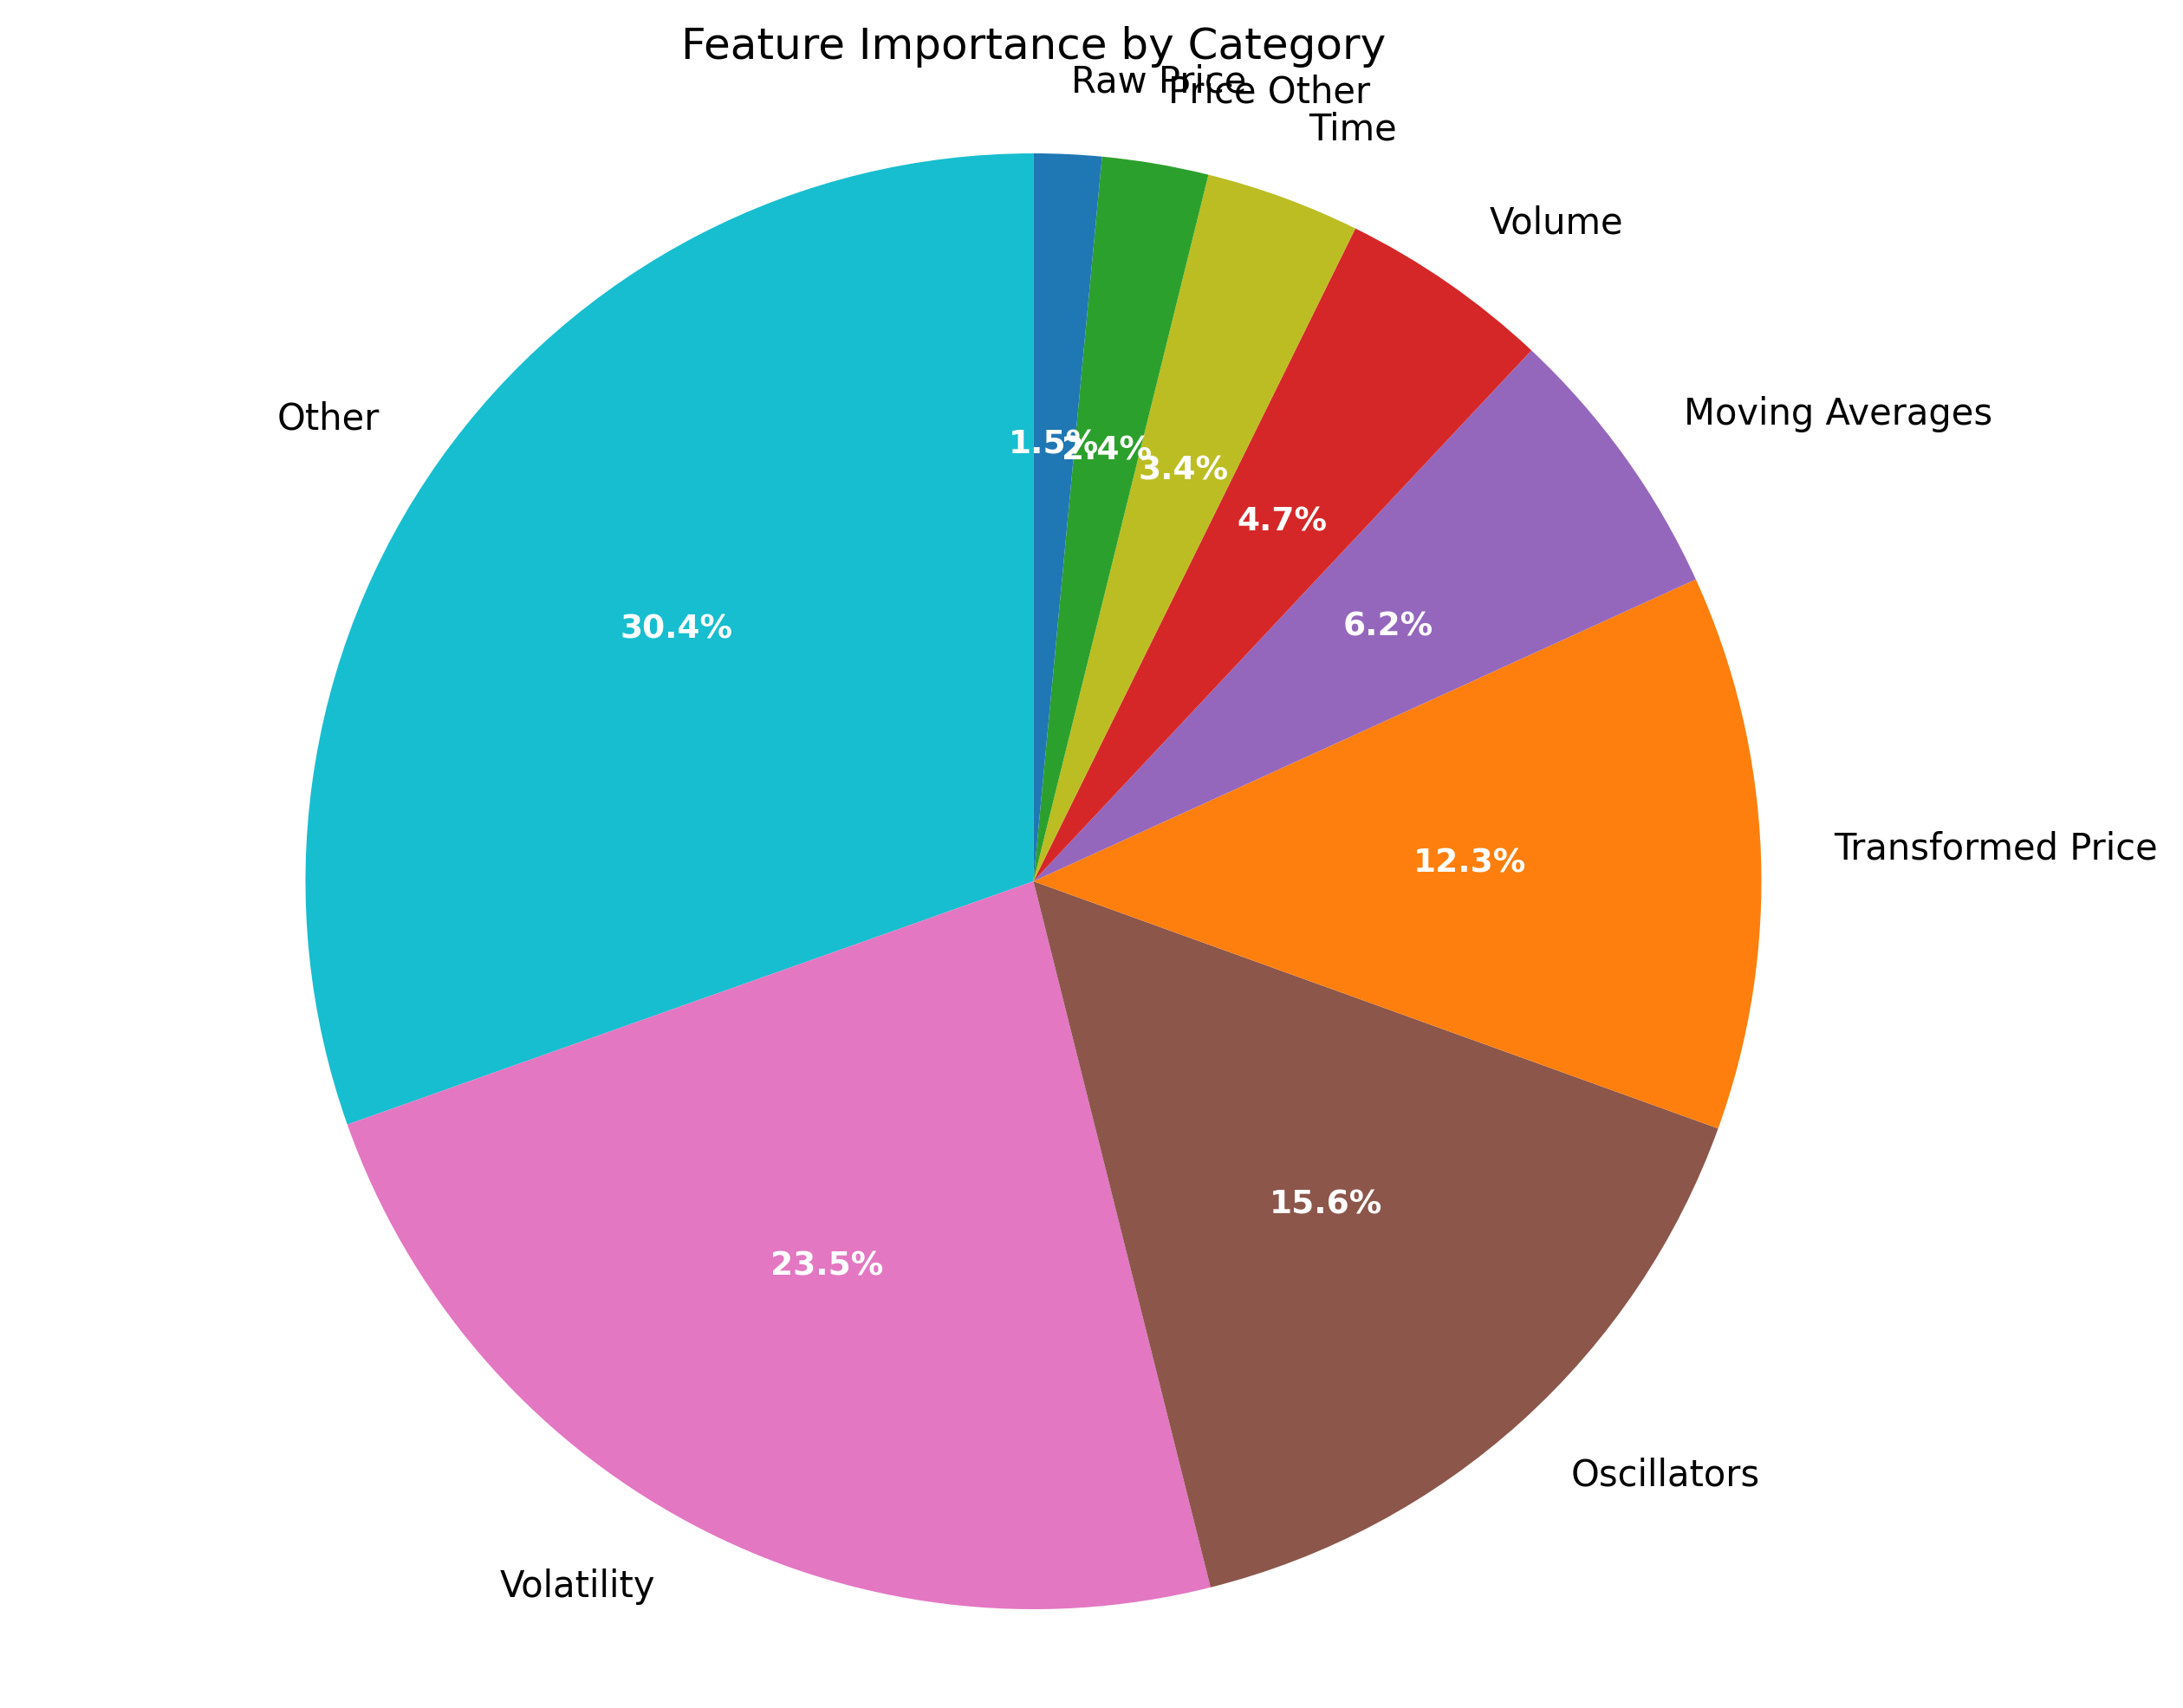 Feature Importance by Category
Raw Price
Price Other
Time
Volume
Other
Moving Averages
1.5%
2.4%
3.4%
4.7%
30.4%
6.2%
Transformed Price
12.3%
15.6%
23.5%
Oscillators
Volatility